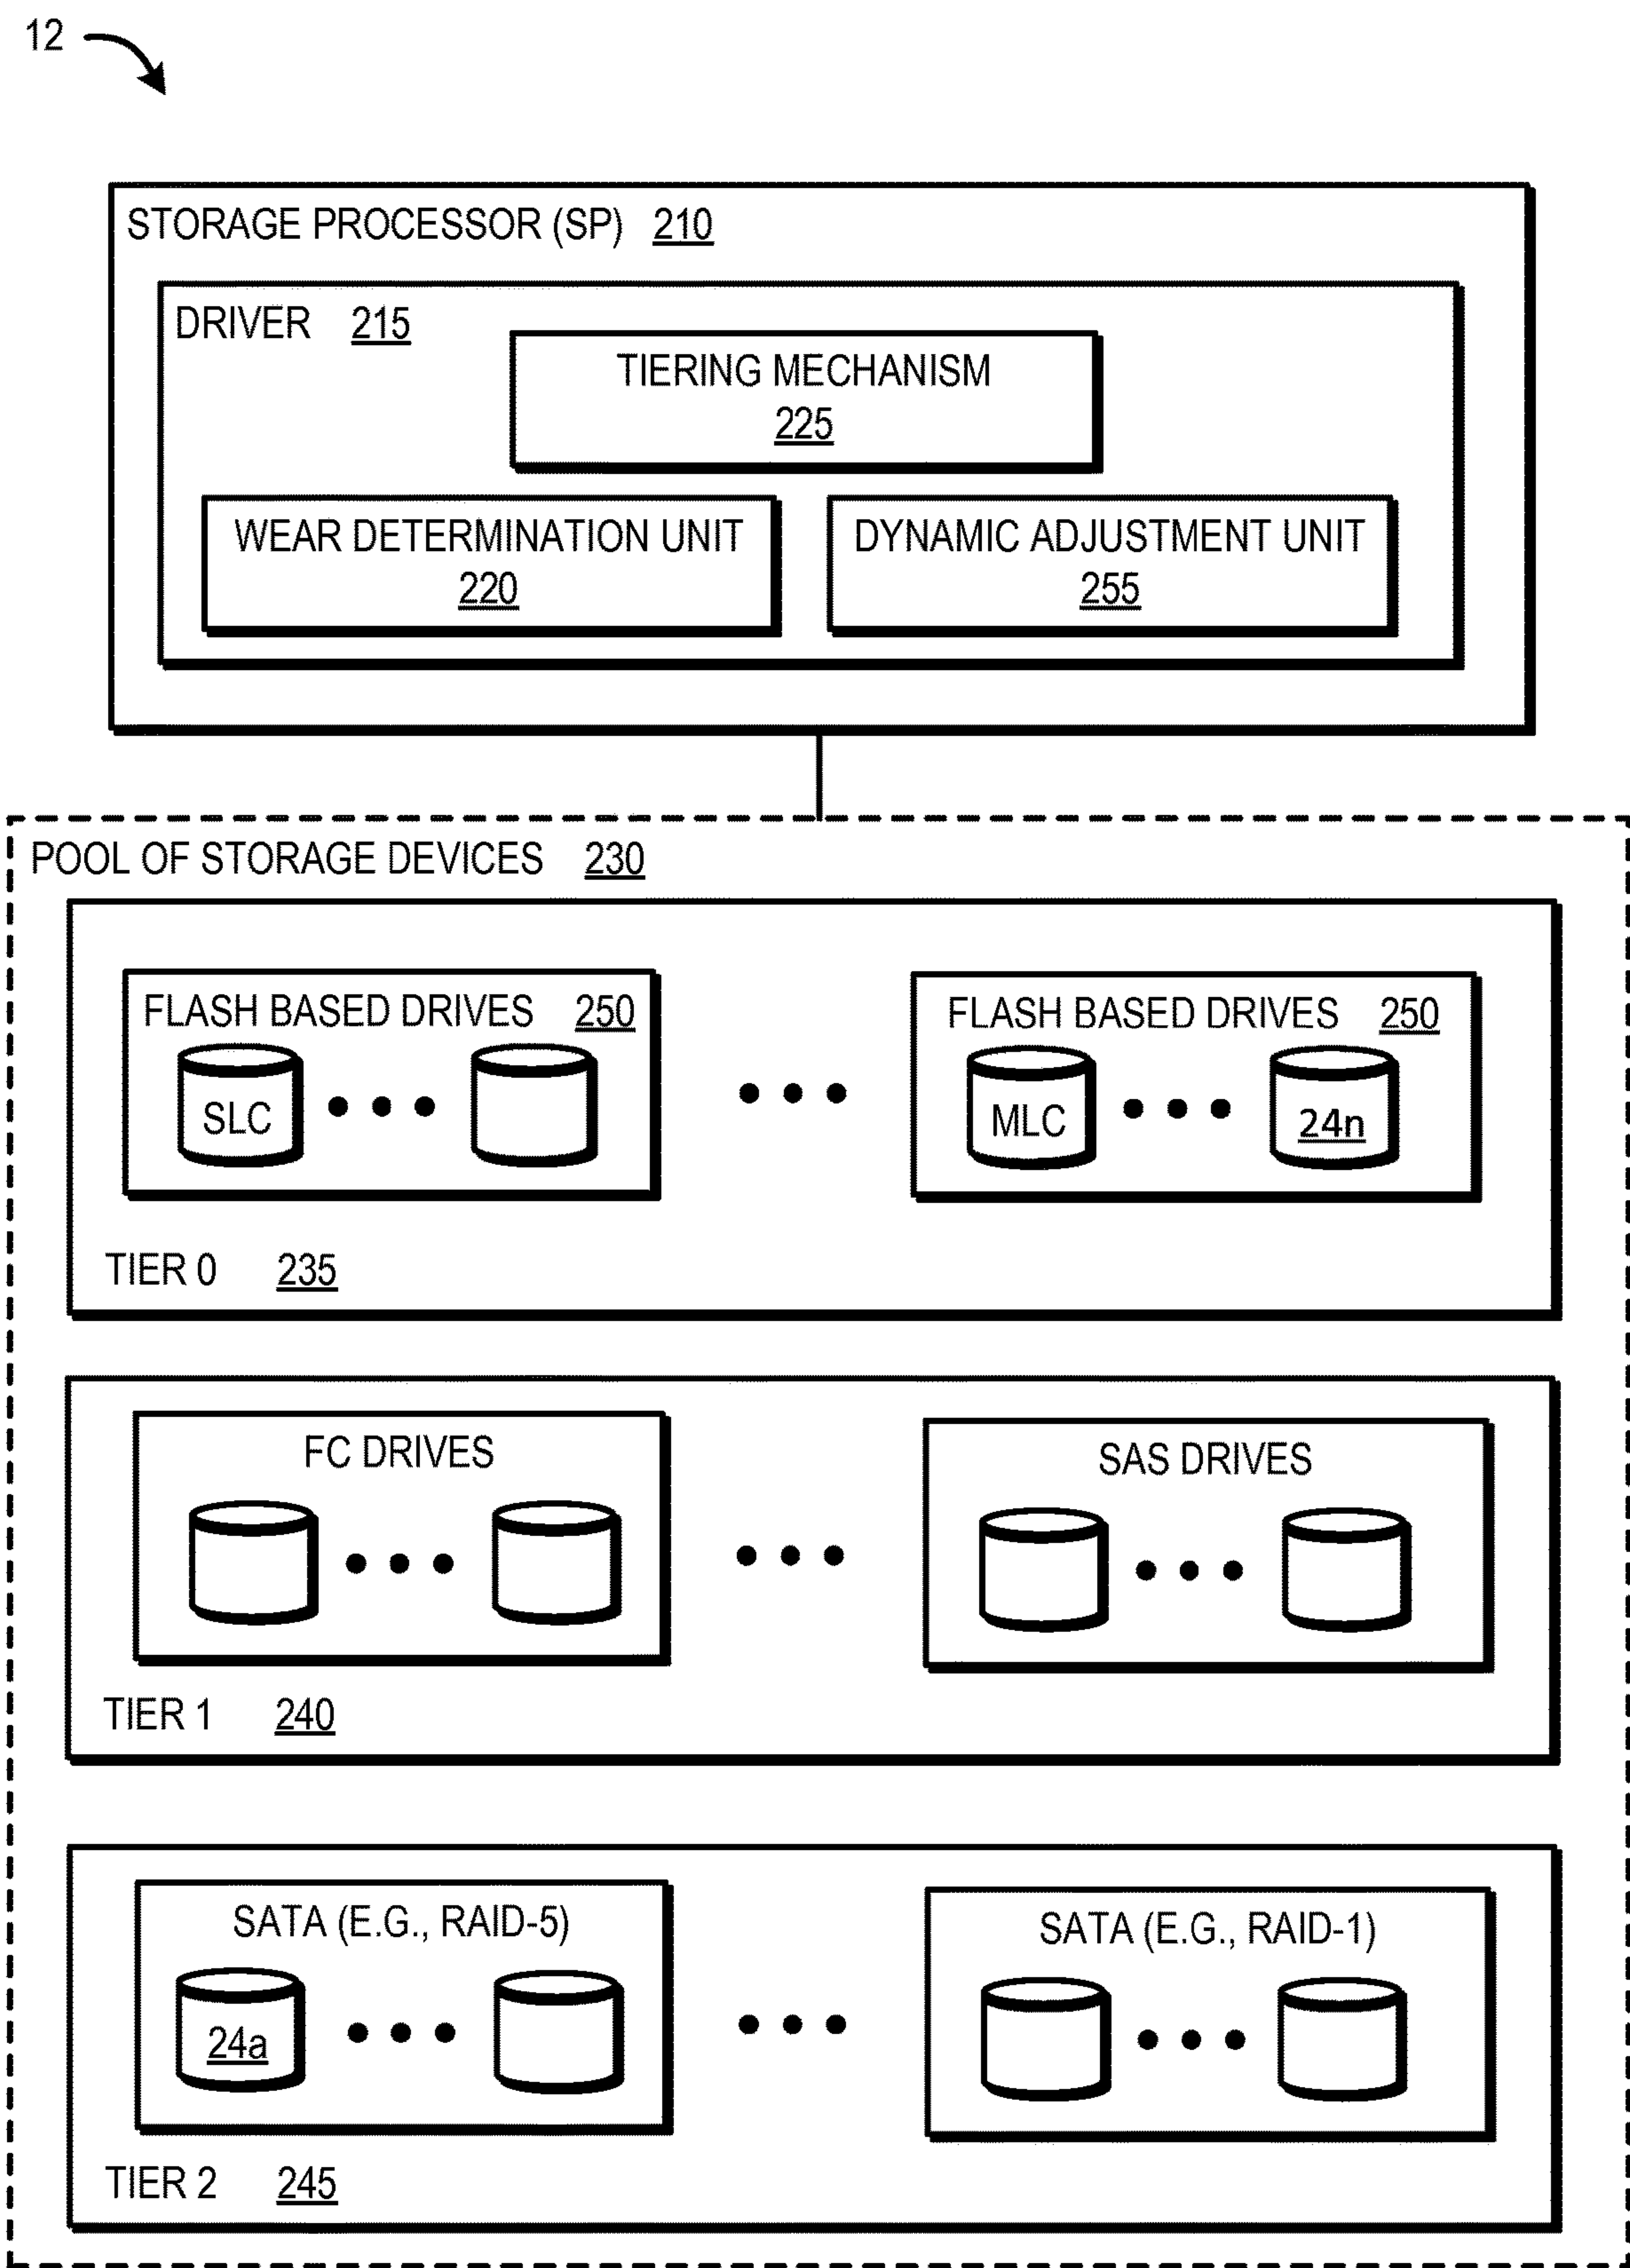 12
STORAGE PROCESSOR (SP) 210
DRIVER 215
TIERING MECHANISM
225
WEAR DETERMINATION UNIT
220
DYNAMIC ADJUSTMENT UNIT
255
POOL OF STORAGE DEVICES 230
FLASH BASED DRIVES 250
SLC
FLASH BASED DRIVES 250
MLC
24n
TIER 0 235
FC DRIVES
SAS DRIVES
TIER 1 240
SATA (E.G., RAID-5)
24a
SATA (E.G., RAID-1)
TIER 2 245